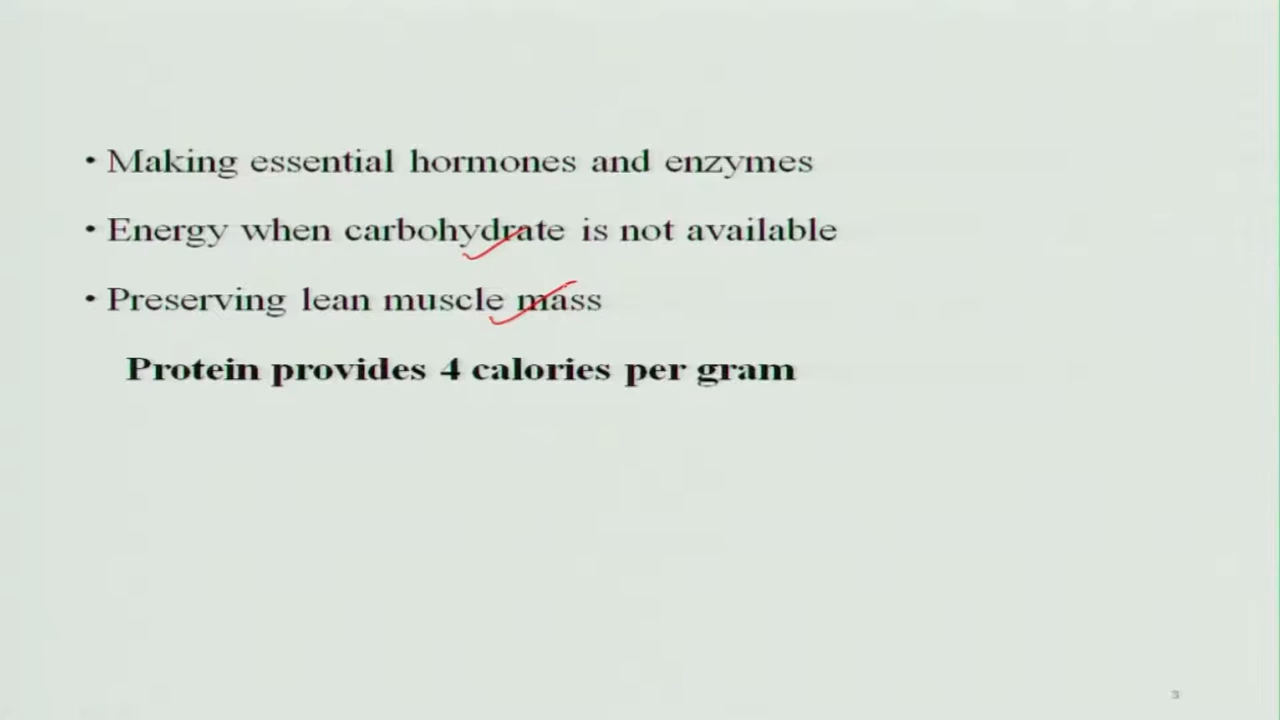 • Making essential hormones and enzymes
• Energy when carbohydrate is not available
• Preserving lean muscle mass
Protein provides 4 calories per gram
3